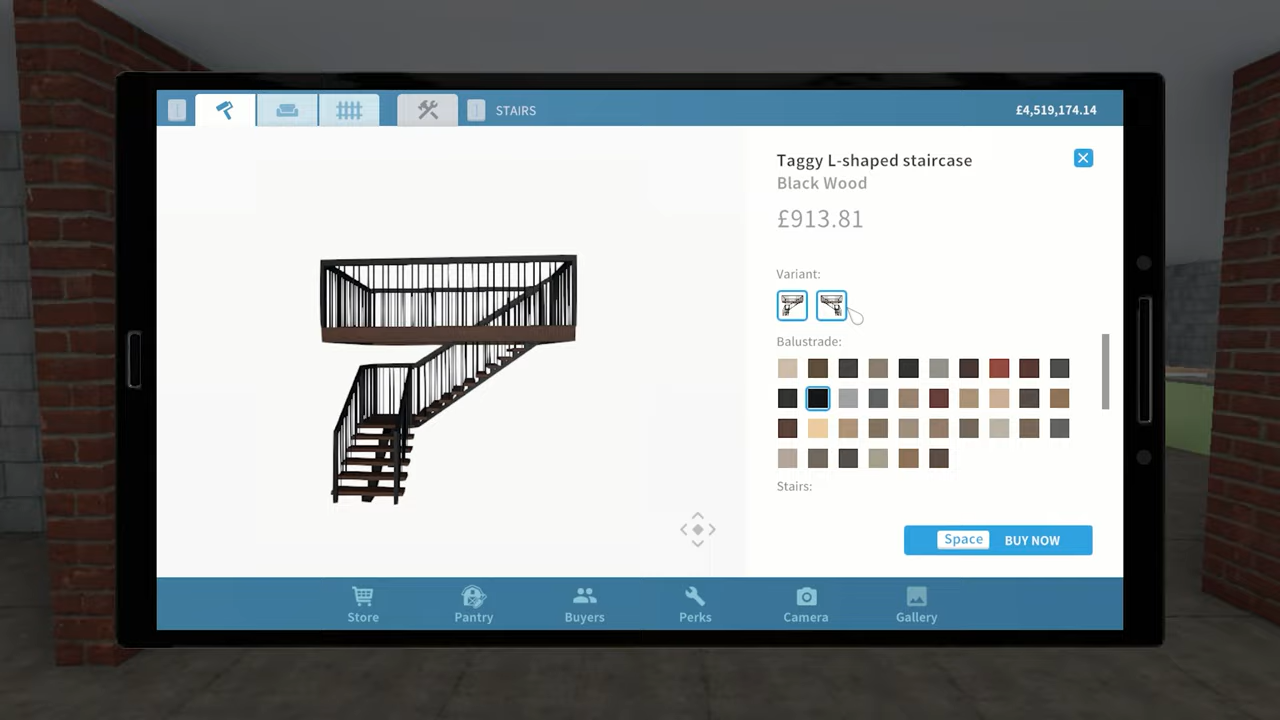 STAIRS
£4,519,174.14
Taggy L-shaped staircase
Black Wood
£913.81
Variant:
Balustrade:
Stairs:
Space BUY NOW
Store
Pantry
Buyers
Perks
Camera
Gallery